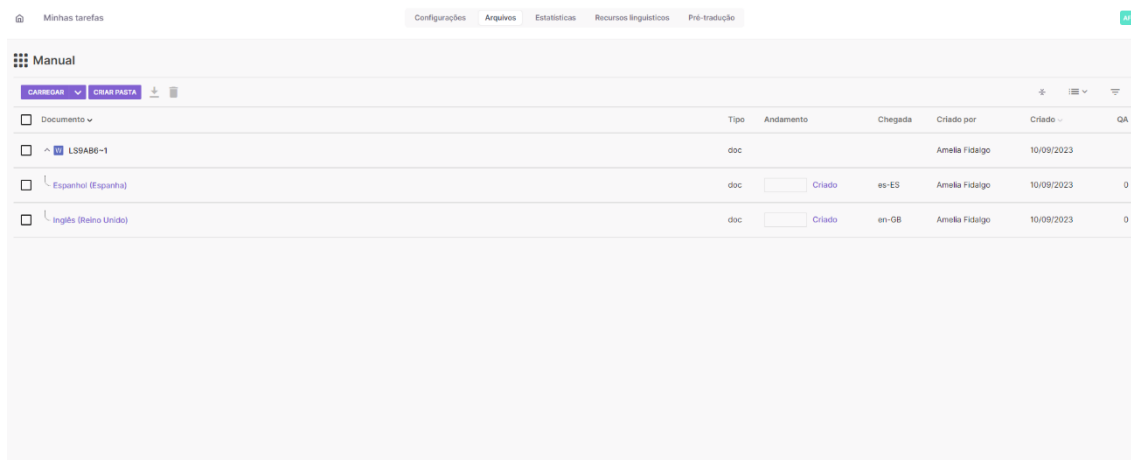 Minhas tarefas
Configurações Arquivos Estatísticas Recursos linguísticos Pré-tradução
Manual
CARREGAR CRIAR PASTA
Documento Tipo Andamento Chegada Criado por Criado QA
W LS9AB6~1 doc Amelia Fidalgo 10/09/2023
Espanhol (Espanha) doc Criado es-ES Amelia Fidalgo 10/09/2023 0
Inglês (Reino Unido) doc Criado en-GB Amelia Fidalgo 10/09/2023 0